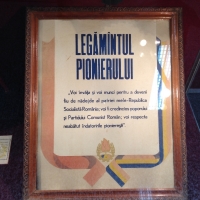 LEGĂMÎNTUL
PIONIERULUI
„Voi învăța și voi munci pentru a deveni
fiu de nădejde al patriei mele-Republica
Socialistă România; voi fi credincios poporului
și Partidului Comunist Român; voi respecta
neabătut îndatoririle pionierești"